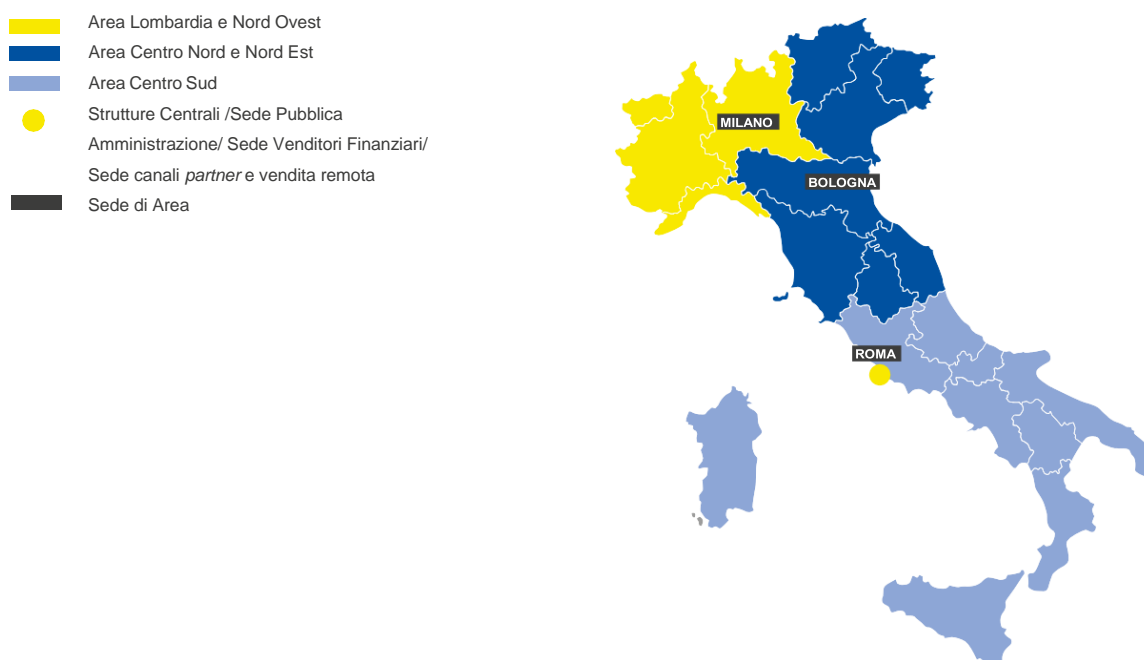 Area Lombardia e Nord Ovest
Area Centro Nord e Nord Est
Area Centro Sud
Strutture Centrali /Sede Pubblica
Amministrazione/ Sede Venditori Finanziari/
Sede canali partner e vendita remota
Sede di Area
MILANO
BOLOGNA
ROMA